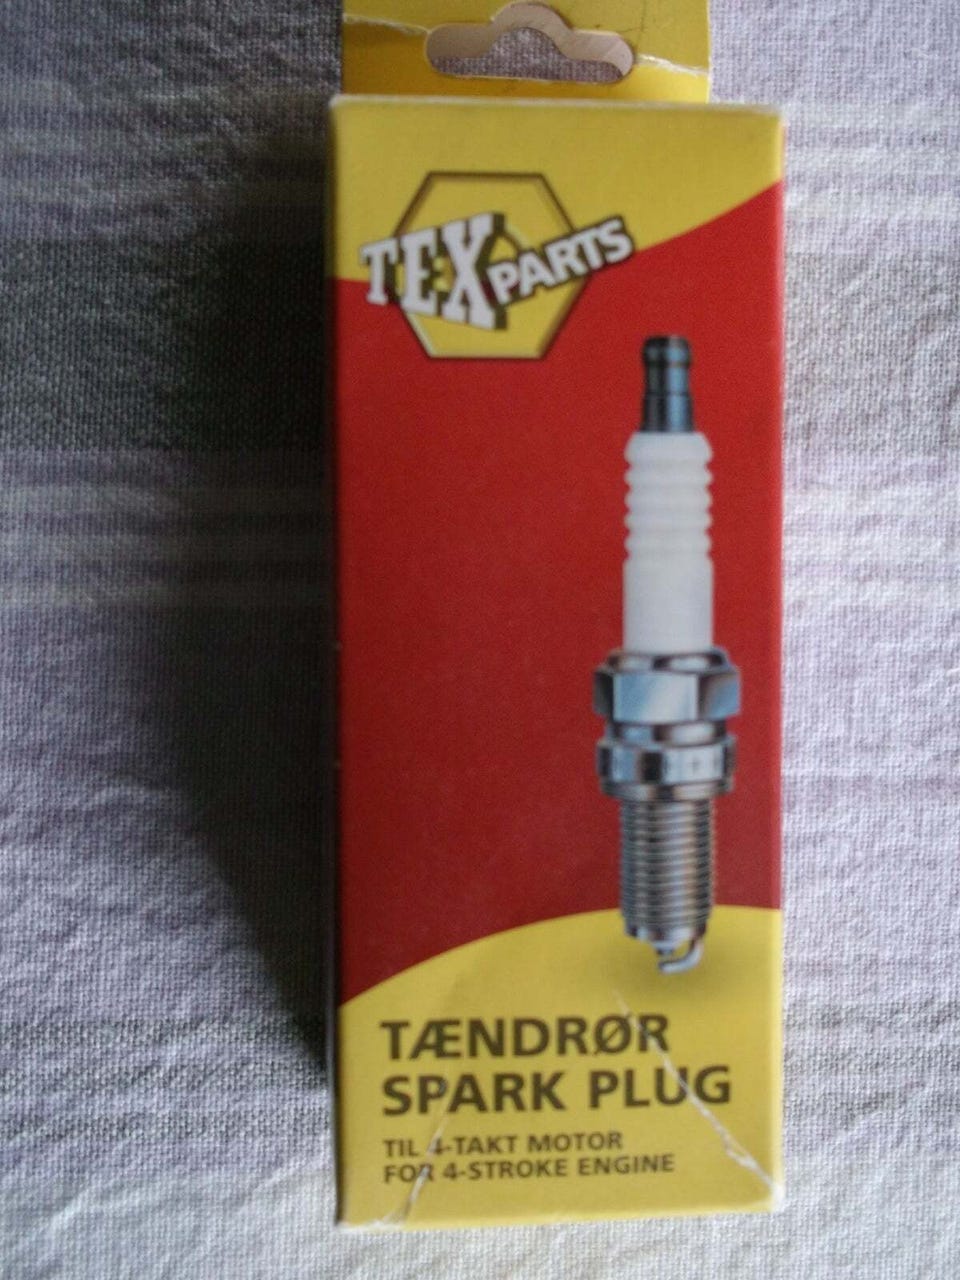 TEX PARTS
TÆNDRØR
SPARK PLUG
TIL 4-TAKT MOTOR
FOR 4-STROKE ENGINE